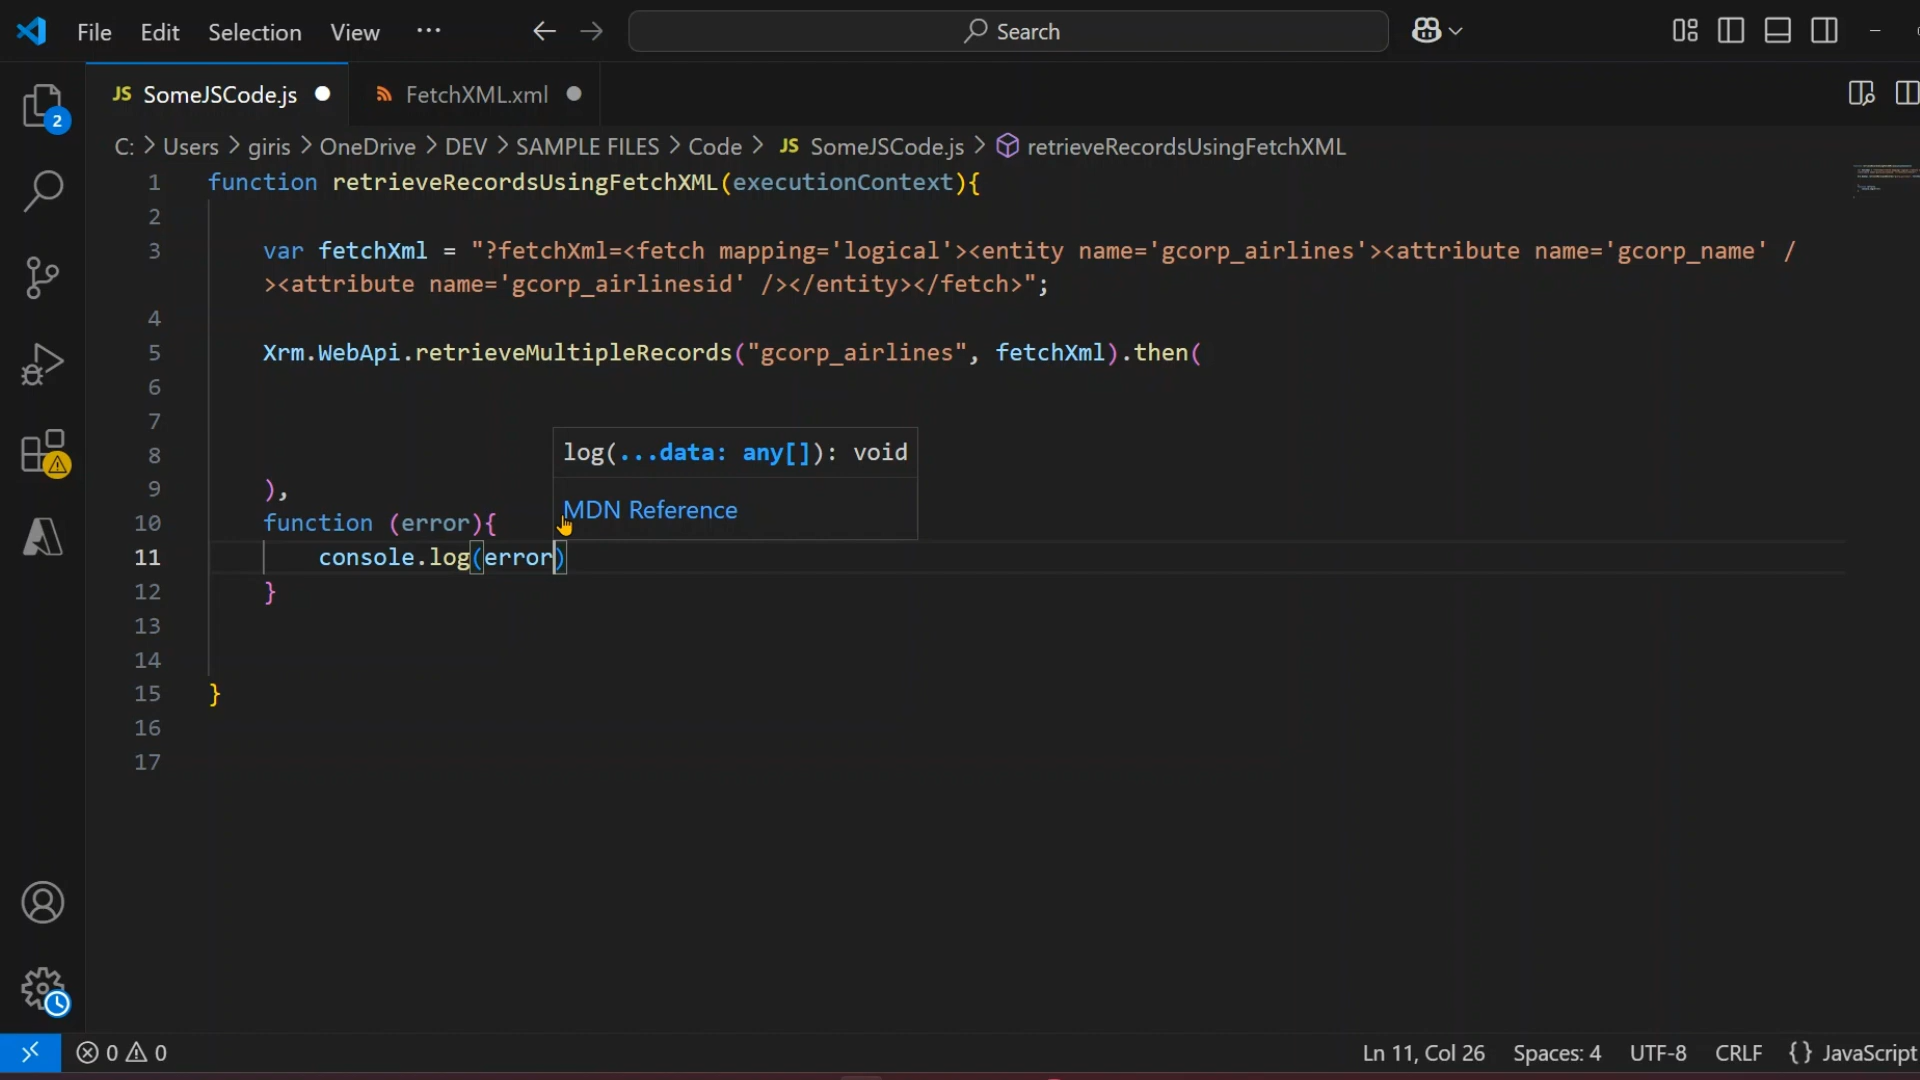 File Edit Selection View ··· Search
JS SomeJSCode.js FetchXML.xml
2
C: > Users > giris > OneDrive > DEV > SAMPLE FILES > Code > JS SomeJSCode.js > retrieveRecordsUsingFetchXML
1 function retrieveRecordsUsingFetchXML(executionContext){
2
3 var fetchXml = "?fetchXml=<fetch mapping='logical'><entity name='gcorp_airlines'><attribute name='gcorp_name' /
><attribute name='gcorp_airlinesid' /></entity></fetch>";
4
5 Xrm.WebApi.retrieveMultipleRecords("gcorp_airlines", fetchXml).then(
6
7
log(...data: any[]): void
8
9 ),
MDN Reference
10 function (error){
11 console.log(error)
12 }
13
14
15 }
16
17
0 0 Ln 11, Col 26 Spaces: 4 UTF-8 CRLF {} JavaScript